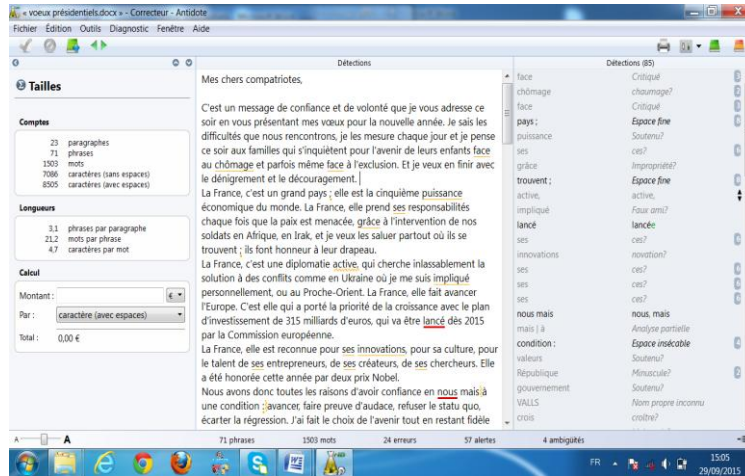 « voeux présidentiels.docx » - Correcteur - Antidote
Fichier Édition Outils Diagnostic Fenêtre Aide
Détections
Détections (85)
Tailles
Comptes
23 paragraphes
71 phrases
1503 mots
7086 caractères (sans espaces)
8505 caractères (avec espaces)
Longueurs
3,1 phrases par paragraphe
21,2 mots par phrase
4,7 caractères par mot
Calcul
Montant : €
Par : caractère (avec espaces)
Total : 0,00 €
Mes chers compatriotes,
C'est un message de confiance et de volonté que je vous adresse ce
soir en vous présentant mes vœux pour la nouvelle année. Je sais les
difficultés que nous rencontrons, je les mesure chaque jour et je pense
ce soir aux familles qui s'inquiètent pour l'avenir de leurs enfants face
au chômage et parfois même face à l'exclusion. Et je veux en finir avec
le dénigrement et le découragement.
La France, c'est un grand pays ; elle est la cinquième puissance
économique du monde. La France, elle prend ses responsabilités
chaque fois que la paix est menacée, grâce à l'intervention de nos
soldats en Afrique, en Irak, et je veux les saluer partout où ils se
trouvent ; ils font honneur à leur drapeau.
La France, c'est une diplomatie active, qui cherche inlassablement la
solution à des conflits comme en Ukraine où je me suis impliqué
personnellement, ou au Proche-Orient. La France, elle fait avancer
l'Europe. C'est elle qui a porté la priorité de la croissance avec le plan
d'investissement de 315 milliards d'euros, qui va être lancé dès 2015
par la Commission européenne.
La France, elle est reconnue pour ses innovations, pour sa culture, pour
le talent de ses entrepreneurs, de ses créateurs, de ses chercheurs. Elle
a été honorée cette année par deux prix Nobel.
Nous avons donc toutes les raisons d'avoir confiance en nous mais à
une condition : avancer, faire preuve d'audace, refuser le statu quo,
écarter la régression. J'ai fait le choix de l'avenir tout en restant fidèle
face Critiqué
chômage chaumage?
face Critiqué
pays ; Espace fine
puissance Soutenu?
ses ces?
grâce Impropriété?
trouvent ; Espace fine
active, active,
impliqué Faux ami?
lancé lancée
ses ces?
innovations novation?
ses ces?
ses ces?
ses ces?
nous mais nous, mais
mais | à Analyse partielle
condition : Espace insécable
valeurs Soutenu?
République Minuscule?
gouvernement Soutenu?
VALLS Nom propre inconnu
crois croître?
A A
71 phrases 1503 mots 24 erreurs 57 alertes 4 ambiguïtés
FR
15:05
29/09/2015